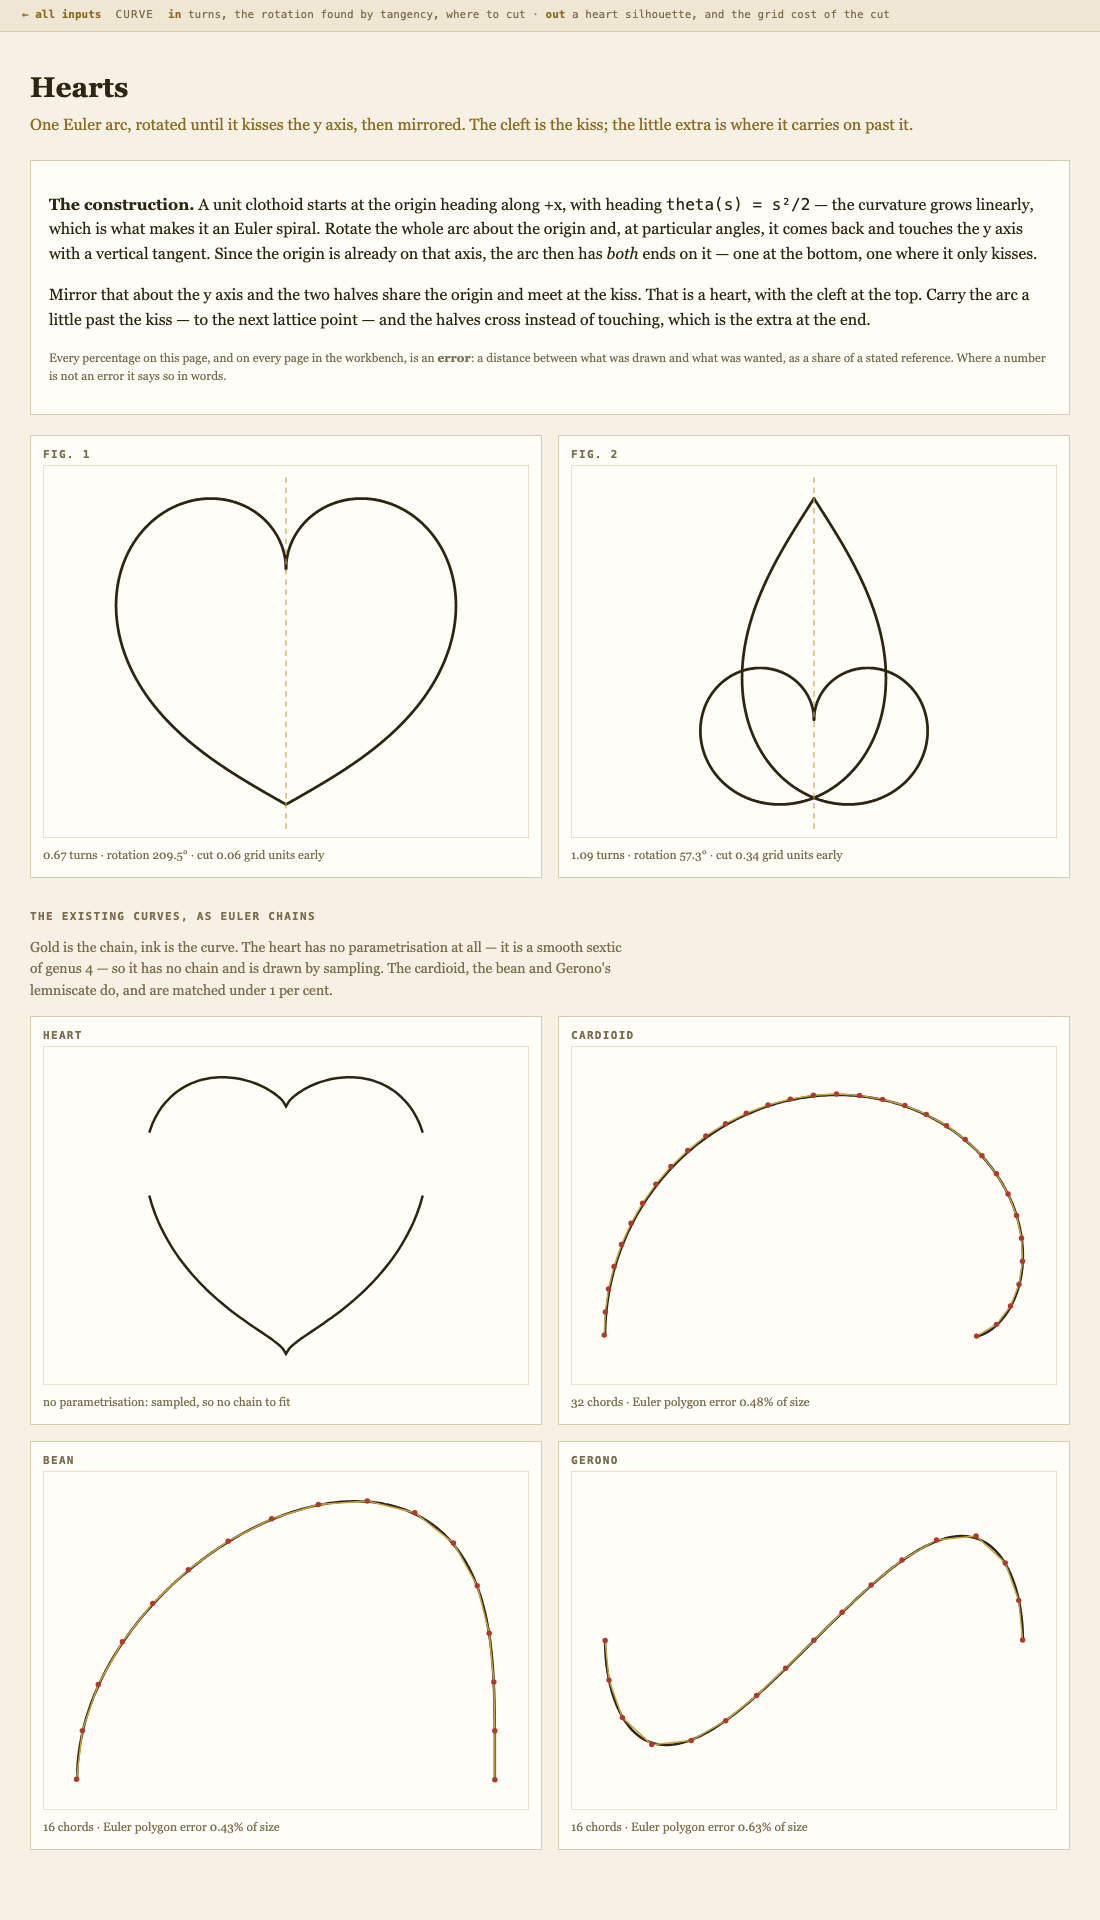 ← all inputs CURVE in turns, the rotation found by tangency, where to cut · out a heart silhouette, and the grid cost of the cut
Hearts
One Euler arc, rotated until it kisses the y axis, then mirrored. The cleft is the kiss; the little extra is where it carries on past it.
The construction. A unit clothoid starts at the origin heading along +x, with heading theta(s) = s²/2 — the curvature grows linearly,
which is what makes it an Euler spiral. Rotate the whole arc about the origin and, at particular angles, it comes back and touches the y axis
with a vertical tangent. Since the origin is already on that axis, the arc then has both ends on it — one at the bottom, one where it only kisses.
Mirror that about the y axis and the two halves share the origin and meet at the kiss. That is a heart, with the cleft at the top. Carry the arc a
little past the kiss — to the next lattice point — and the halves cross instead of touching, which is the extra at the end.
Every percentage on this page, and on every page in the workbench, is an error: a distance between what was drawn and what was wanted, as a share of a stated reference. Where a number
is not an error it says so in words.
FIG. 1
0.67 turns · rotation 209.5° · cut 0.06 grid units early
FIG. 2
1.09 turns · rotation 57.3° · cut 0.34 grid units early
THE EXISTING CURVES, AS EULER CHAINS
Gold is the chain, ink is the curve. The heart has no parametrisation at all — it is a smooth sextic
of genus 4 — so it has no chain and is drawn by sampling. The cardioid, the bean and Gerono's
lemniscate do, and are matched under 1 per cent.
HEART
no parametrisation: sampled, so no chain to fit
CARDIOID
32 chords · Euler polygon error 0.48% of size
BEAN
16 chords · Euler polygon error 0.43% of size
GERONO
16 chords · Euler polygon error 0.63% of size